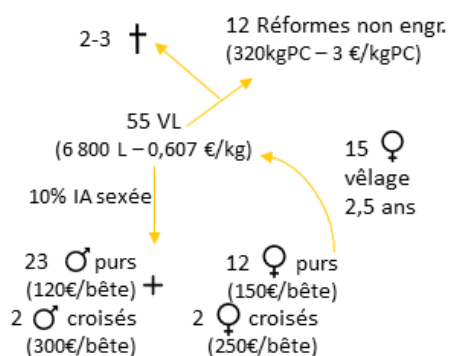 2-3 †
12 Réformes non engr.
(320kgPC – 3 €/kgPC)
55 VL
(6 800 L – 0,607 €/kg)
15 ♀
vêlage
2,5 ans
10% IA sexée
23 ♂ purs
(120€/bête) +
2 ♂ croisés
(300€/bête)
12 ♀ purs
(150€/bête)
2 ♀ croisés
(250€/bête)